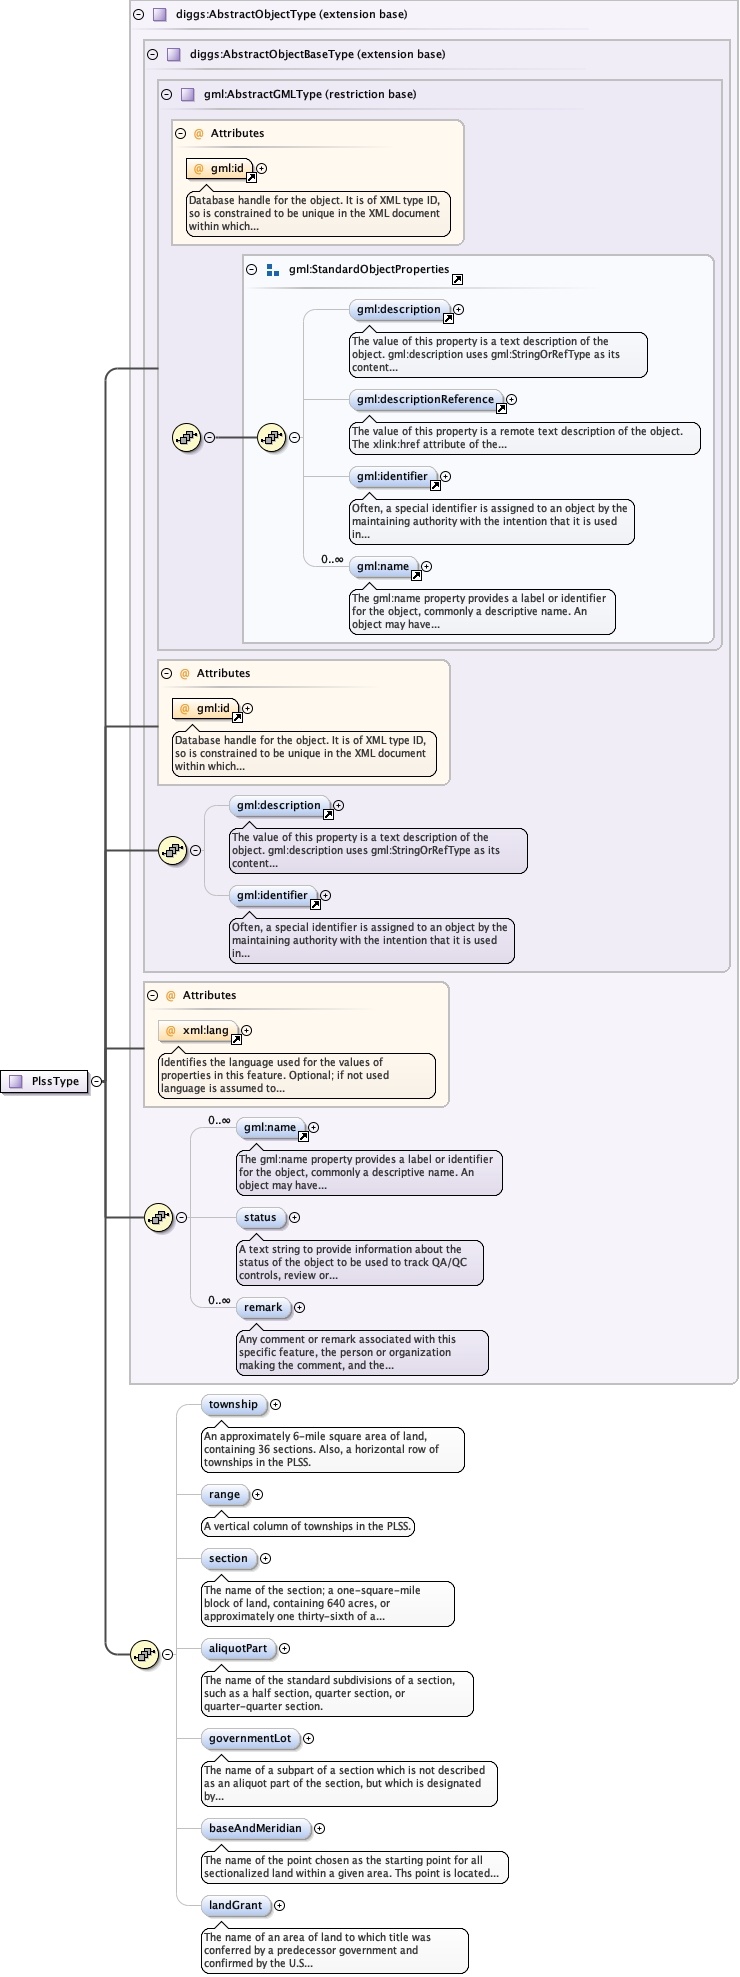 diggs:AbstractObjectType (extension base)
diggs:AbstractObjectBaseType (extension base)
gml:AbstractGMLType (restriction base)
@ Attributes
@ gml:id
Database handle for the object. It is of XML type ID,
so is constrained to be unique in the XML document
within which...
gml:StandardObjectProperties
gml:description
The value of this property is a text description of the
object. gml:description uses gml:StringOrRefType as its
content...
gml:descriptionReference
The value of this property is a remote text description of the object.
The xlink:href attribute of the...
gml:identifier
Often, a special identifier is assigned to an object by the
maintaining authority with the intention that it is used
in...
0..∞
gml:name
The gml:name property provides a label or identifier
for the object, commonly a descriptive name. An
object may have...
@ Attributes
@ gml:id
Database handle for the object. It is of XML type ID,
so is constrained to be unique in the XML document
within which...
gml:description
The value of this property is a text description of the
object. gml:description uses gml:StringOrRefType as its
content...
gml:identifier
Often, a special identifier is assigned to an object by the
maintaining authority with the intention that it is used
in...
@ Attributes
@ xml:lang
Identifies the language used for the values of
properties in this feature. Optional; if not used
language is assumed to...
PlssType
0..∞
gml:name
The gml:name property provides a label or identifier
for the object, commonly a descriptive name. An
object may have...
status
A text string to provide information about the
status of the object to be used to track QA/QC
controls, review or...
0..∞
remark
Any comment or remark associated with this
specific feature, the person or organization
making the comment, and the...
township
An approximately 6-mile square area of land,
containing 36 sections. Also, a horizontal row of
townships in the PLSS.
range
A vertical column of townships in the PLSS.
section
The name of the section; a one-square-mile
block of land, containing 640 acres, or
approximately one thirty-sixth of a...
aliquotPart
The name of the standard subdivisions of a section,
such as a half section, quarter section, or
quarter-quarter section.
governmentLot
The name of a subpart of a section which is not described
as an aliquot part of the section, but which is designated
by...
baseAndMeridian
The name of the point chosen as the starting point for all
sectionalized land within a given area. Ths point is located...
landGrant
The name of an area of land to which title was
conferred by a predecessor government and
confirmed by the U.S...